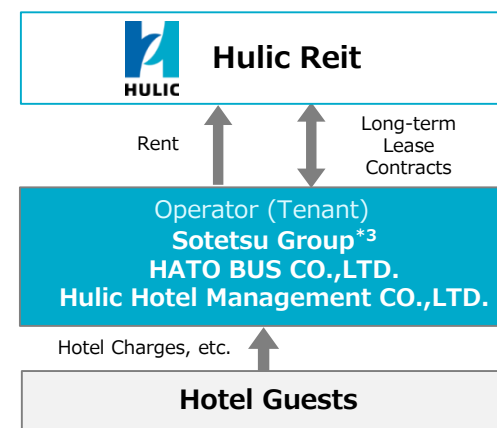 HULIC
Hulic Reit
Rent
Long-term
Lease
Contracts
Operator (Tenant)
Sotetsu Group*3
HATO BUS CO.,LTD.
Hulic Hotel Management CO.,LTD.
Hotel Charges, etc.
Hotel Guests